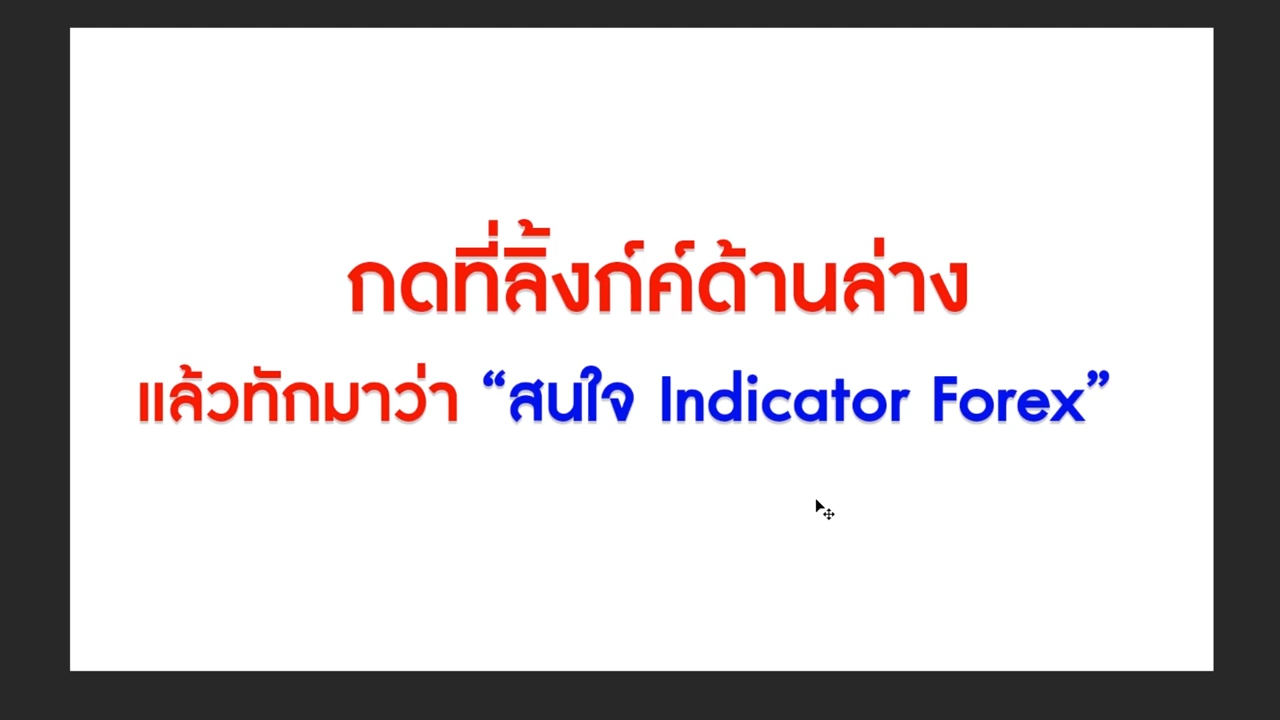 กดที่ลิ้งก์ค์ด้านล่าง
แล้วทักมาว่า “สนใจ Indicator Forex”